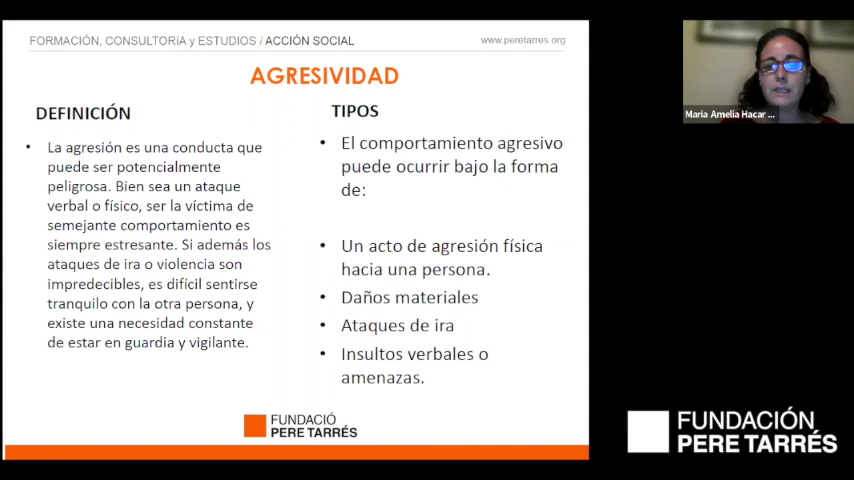 FORMACIÓN, CONSULTORíA y ESTUDIOS / ACCIÓN SOCIAL
www.peretarres.org
AGRESIVIDAD
DEFINICIÓN
• La agresión es una conducta que
puede ser potencialmente
peligrosa. Bien sea un ataque
verbal o físico, ser la víctima de
semejante comportamiento es
siempre estresante. Si además los
ataques de ira o violencia son
impredecibles, es difícil sentirse
tranquilo con la otra persona, y
existe una necesidad constante
de estar en guardia y vigilante.
TIPOS
• El comportamiento agresivo
puede ocurrir bajo la forma
de:
• Un acto de agresión física
hacia una persona.
• Daños materiales
• Ataques de ira
• Insultos verbales o
amenazas.
FUNDACIÓ
PERE TARRÉS
Maria Amelia Hacar ...
FUNDACIÓN
PERE TARRÉS